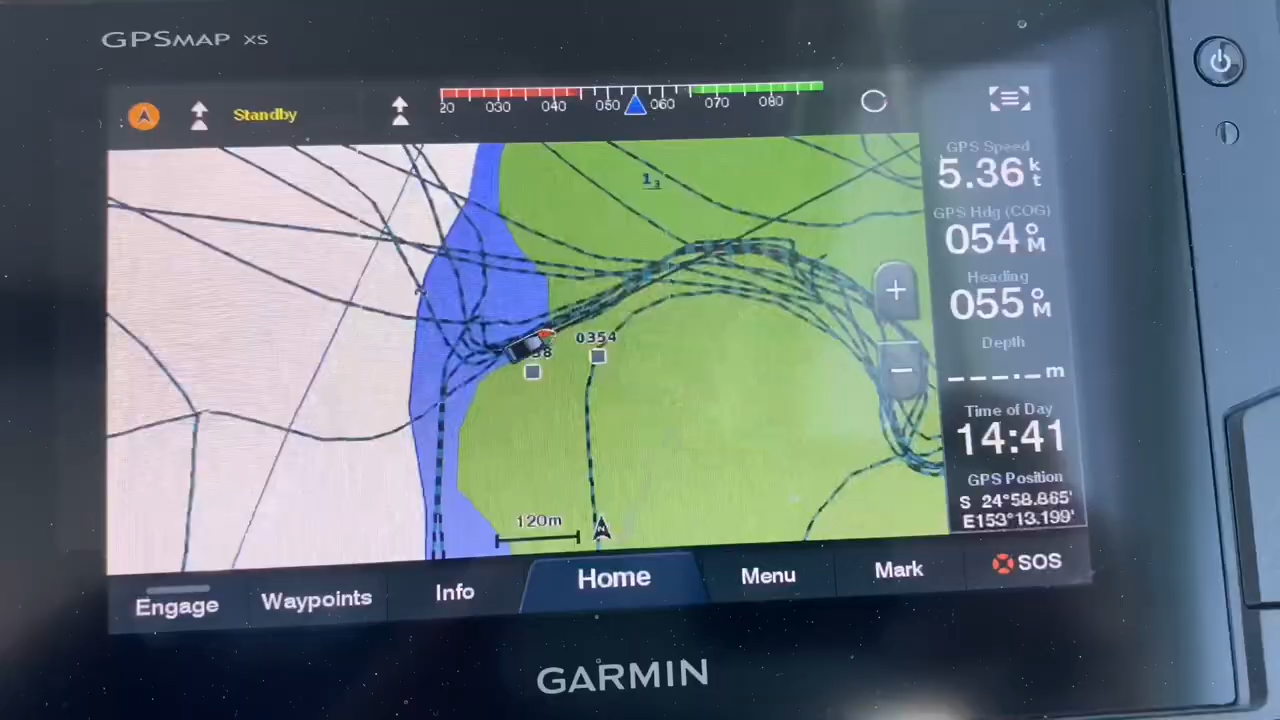 GPSMAP XS
Standby
20 030 040 050 060 070 080
GPS Speed
5.36 kt
GPS Hdg (COG)
054°M
Heading
055°M
Depth
---.-m
Time of Day
14:41
GPS Position
S 24°58.865'
E153°13.199'
1₃
0354
120m
N
Engage
Waypoints
Info
Home
Menu
Mark
SOS
GARMIN